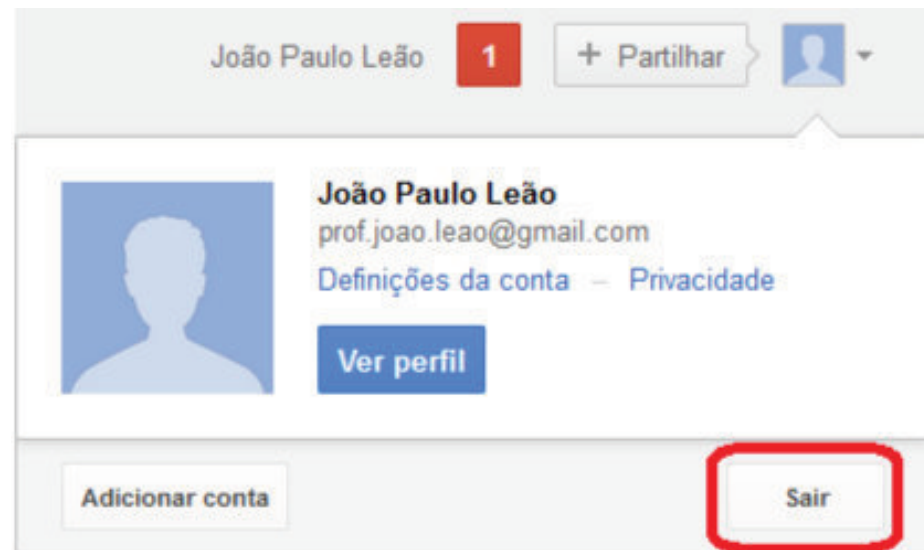 João Paulo Leão 1 + Partilhar
João Paulo Leão
prof.joao.leao@gmail.com
Definições da conta – Privacidade
Ver perfil
Adicionar conta Sair